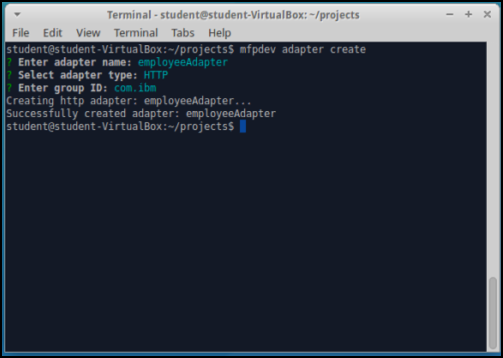 Terminal - student@student-VirtualBox: ~/projects
File Edit View Terminal Tabs Help
student@student-VirtualBox:~/projects$ mfpdev adapter create
? Enter adapter name: employeeAdapter
? Select adapter type: HTTP
? Enter group ID: com.ibm
Creating http adapter: employeeAdapter...
Successfully created adapter: employeeAdapter
student@student-VirtualBox:~/projects$